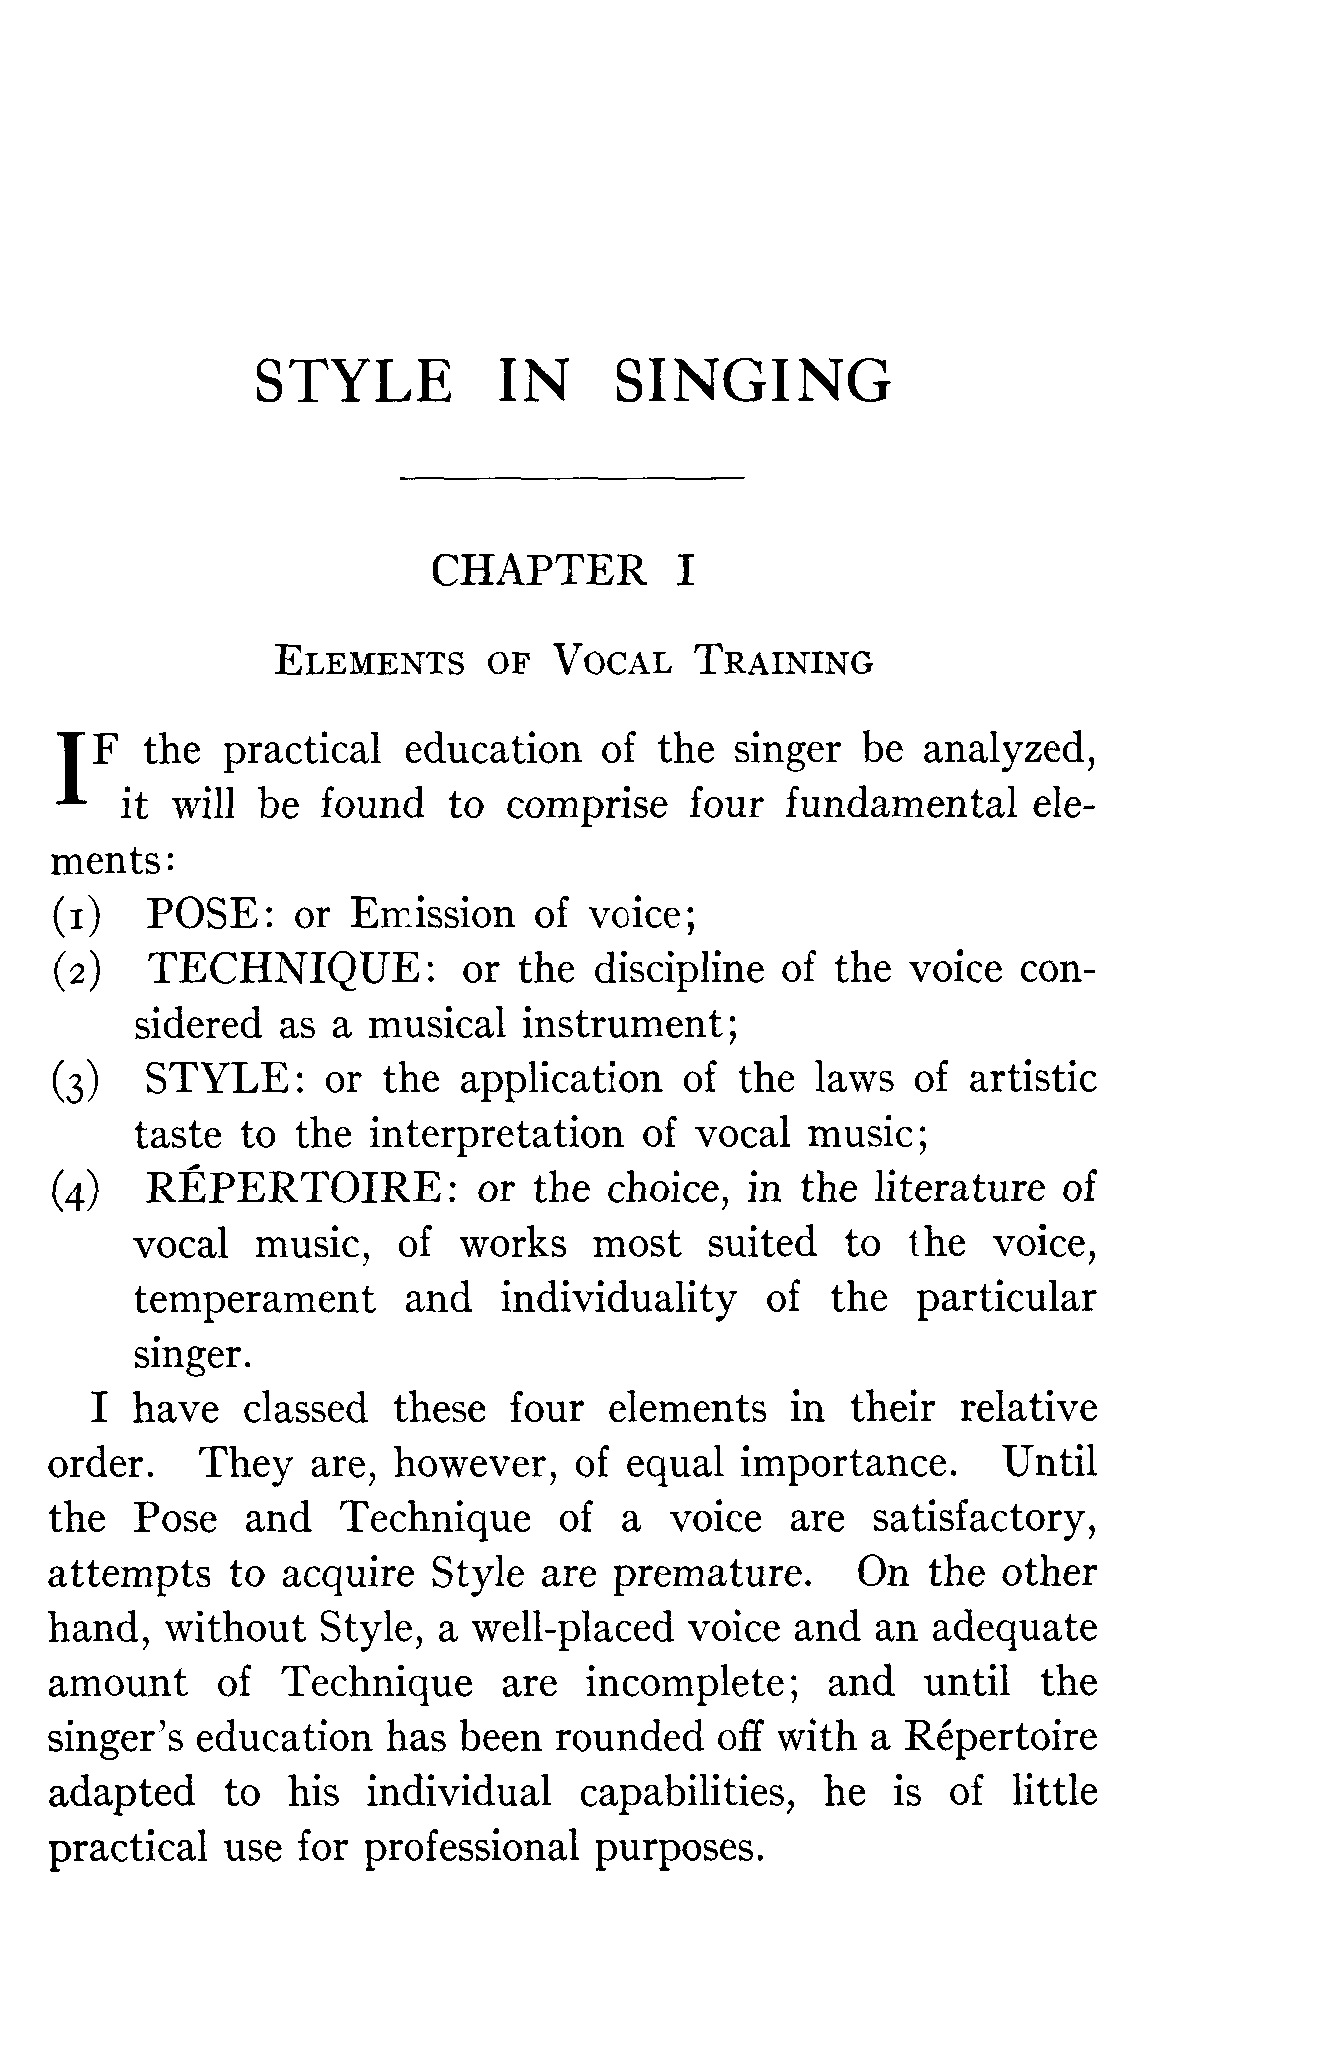 STYLE IN SINGING
CHAPTER I
ELEMENTS OF VOCAL TRAINING
IF the practical education of the singer be analyzed,
it will be found to comprise four fundamental ele-
ments:
(1) POSE: or Emission of voice;
(2) TECHNIQUE: or the discipline of the voice con-
sidered as a musical instrument;
(3) STYLE: or the application of the laws of artistic
taste to the interpretation of vocal music;
(4) RÉPERTOIRE: or the choice, in the literature of
vocal music, of works most suited to the voice,
temperament and individuality of the particular
singer.
I have classed these four elements in their relative
order. They are, however, of equal importance. Until
the Pose and Technique of a voice are satisfactory,
attempts to acquire Style are premature. On the other
hand, without Style, a well-placed voice and an adequate
amount of Technique are incomplete; and until the
singer's education has been rounded off with a Répertoire
adapted to his individual capabilities, he is of little
practical use for professional purposes.